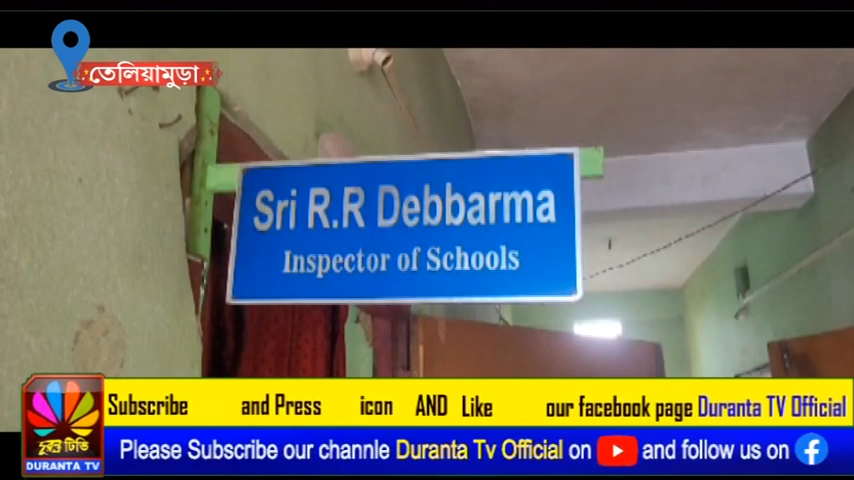 তেলিয়ামুড়া
Sri R.R Debbarma
Inspector of Schools
Subscribe and Press icon AND Like our facebook page Duranta TV Official
দুরন্ত টিভি
DURANTA TV
Please Subscribe our channle Duranta Tv Official on and follow us on